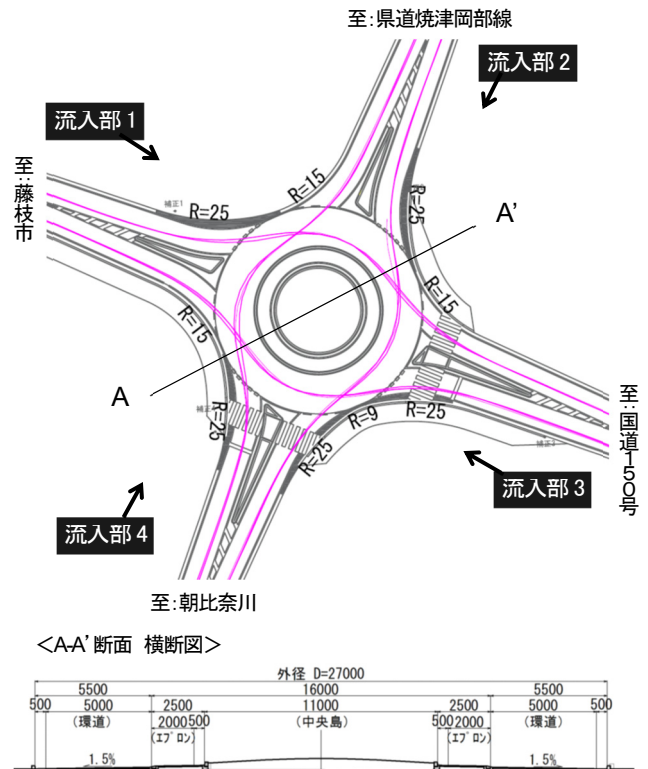 至:県道焼津岡部線
流入部2
流入部1
至:藤枝市
補正1
R=25
R=15
R=25
A'
R=15
R=15
A
R=25
R=25
R=9
R=25
至:国道150号
流入部3
流入部4
至:朝比奈川
<A-A'断面 横断図>
外径 D=27000
5500 16000 5500
500 5000 2500 11000 2500 5000 500
(環道) 2000 500 (中央島) 500 2000 (環道)
(エプロン) (エプロン)
1.5% 1.5%